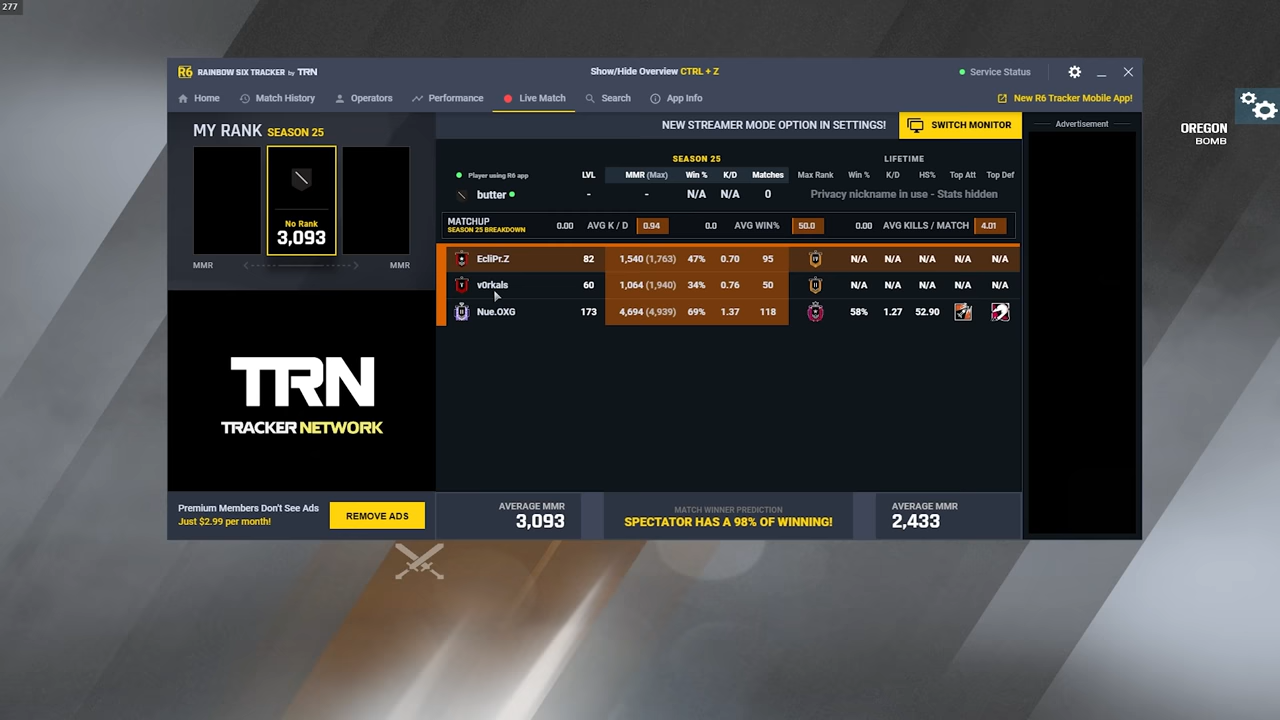 277
R6 RAINBOW SIX TRACKER by TRN
Show/Hide Overview CTRL + Z
Service Status
Home
Match History
Operators
Performance
Live Match
Search
App Info
New R6 Tracker Mobile App!
MY RANK SEASON 25
NEW STREAMER MODE OPTION IN SETTINGS!
SWITCH MONITOR
Advertisement
OREGON
BOMB
No Rank
3,093
MMR
MMR
SEASON 25
LIFETIME
Player using R6 app
LVL MMR (Max) Win % K/D Matches Max Rank Win % K/D HS% Top Att Top Def
butter - - N/A N/A 0 Privacy nickname in use - Stats hidden
MATCHUP
SEASON 25 BREAKDOWN
0.00 AVG K / D 0.94 0.0 AVG WIN% 50.0 0.00 AVG KILLS / MATCH 4.01
EcliPr.Z 82 1,540 (1,763) 47% 0.70 95 IV N/A N/A N/A N/A N/A
v0rkals 60 1,064 (1,940) 34% 0.76 50 II N/A N/A N/A N/A N/A
Nue.OXG 173 4,694 (4,939) 69% 1.37 118 58% 1.27 52.90
TRN
TRACKER NETWORK
Premium Members Don't See Ads
Just $2.99 per month!
REMOVE ADS
AVERAGE MMR
3,093
MATCH WINNER PREDICTION
SPECTATOR HAS A 98% OF WINNING!
AVERAGE MMR
2,433